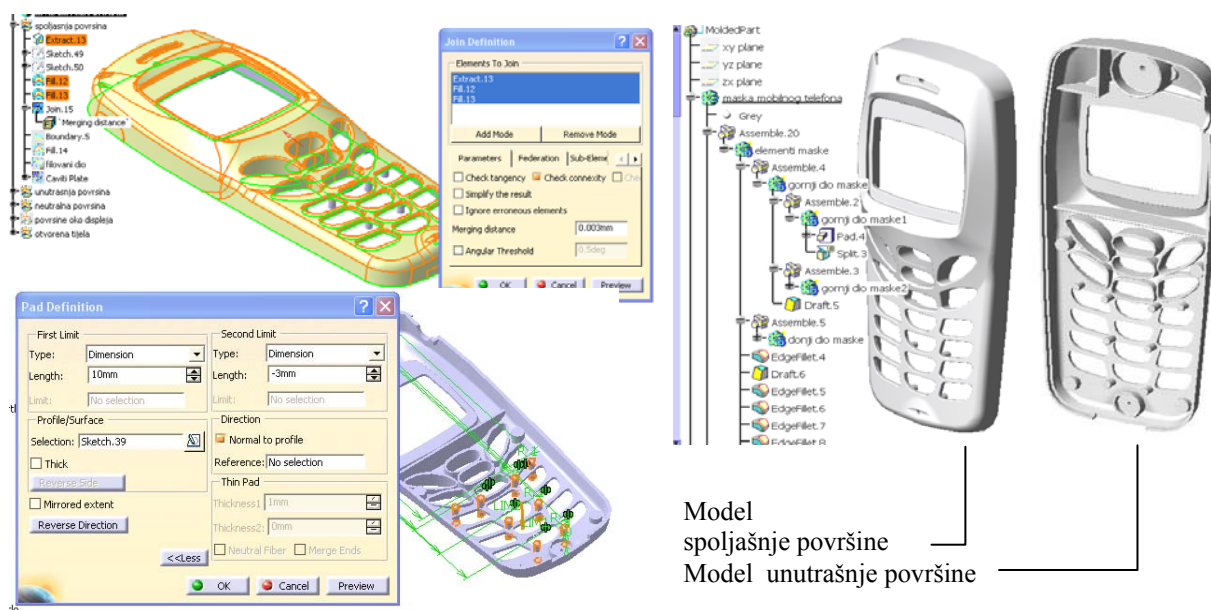 spoljasnja povrsina
Extract.13
Sketch.49
Sketch.50
Fill.12
Fill.13
Join.15
`Merging distance`
Boundary.5
Fill.14
filovani dio
Caviti Plate
unutrasnja povrsina
neutralna povrsina
povrsine oko displeja
otvorena tijela
Join Definition
Elements To Join
Extract.13
Fill.12
Fill.13
Add Mode Remove Mode
Parameters Federation Sub-Eleme
Check tangency Check connexity
Simplify the result
Ignore erroneous elements
Merging distance 0.003mm
Angular Threshold 0.5deg
OK Cancel Preview
Pad Definition
First Limit
Type: Dimension
Length: 10mm
Limit: No selection
Profile/Surface
Selection: Sketch.39
Thick
Reverse Side
Mirrored extent
Reverse Direction
Second Limit
Type: Dimension
Length: -3mm
Limit: No selection
Direction
Normal to profile
Reference: No selection
Thin Pad
Thickness1 1mm
Thickness2: 0mm
Neutral Fiber Merge Ends
<<Less
OK Cancel Preview
MoldedPart
xy plane
yz plane
zx plane
maska mobilnog telefona
Grey
Assemble.20
elementi maske
Assemble.4
gornji dio maske
Assemble.2
gornji dio maske1
Pad.4
Split.3
Assemble.3
gornji dio maske2
Draft.5
Assemble.5
donji dio maske
EdgeFillet.4
Draft.6
EdgeFillet.5
EdgeFillet.6
EdgeFillet.7
EdgeFillet.8
Model
spoljašnje površine
Model unutrašnje površine